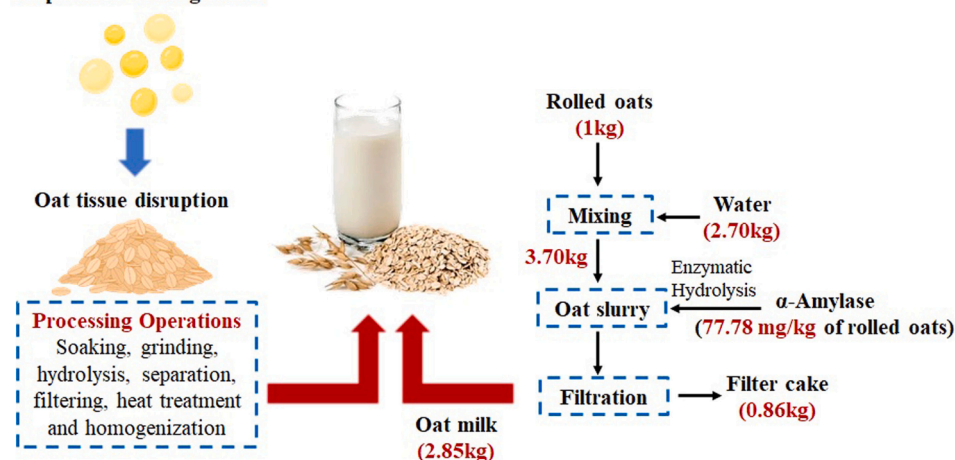 Oat tissue disruption
Processing Operations
Soaking, grinding,
hydrolysis, separation,
filtering, heat treatment
and homogenization
Rolled oats
(1kg)
Mixing
Water
(2.70kg)
3.70kg
Enzymatic
Hydrolysis
Oat slurry
α-Amylase
(77.78 mg/kg of rolled oats)
Filtration
Filter cake
(0.86kg)
Oat milk
(2.85kg)